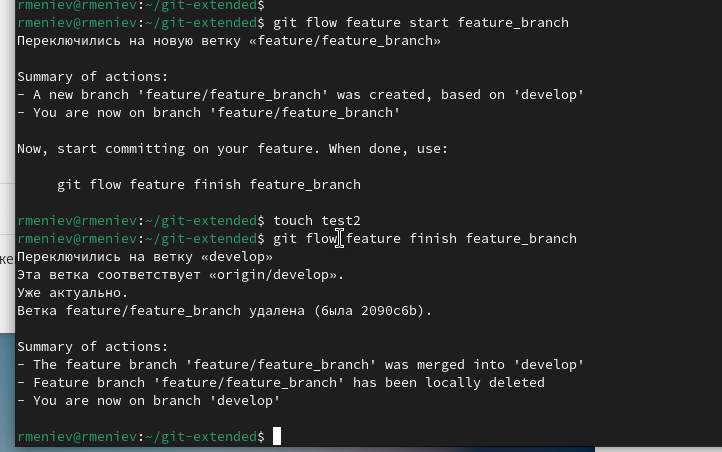 rmeniev@rmeniev:~/git-extended$
rmeniev@rmeniev:~/git-extended$ git flow feature start feature_branch
Переключились на новую ветку «feature/feature_branch»
Summary of actions:
- A new branch 'feature/feature_branch' was created, based on 'develop'
- You are now on branch 'feature/feature_branch'
Now, start committing on your feature. When done, use:
git flow feature finish feature_branch
rmeniev@rmeniev:~/git-extended$ touch test2
rmeniev@rmeniev:~/git-extended$ git flow feature finish feature_branch
Переключились на ветку «develop»
Эта ветка соответствует «origin/develop».
Уже актуально.
Ветка feature/feature_branch удалена (была 2090c6b).
Summary of actions:
- The feature branch 'feature/feature_branch' was merged into 'develop'
- Feature branch 'feature/feature_branch' has been locally deleted
- You are now on branch 'develop'
rmeniev@rmeniev:~/git-extended$